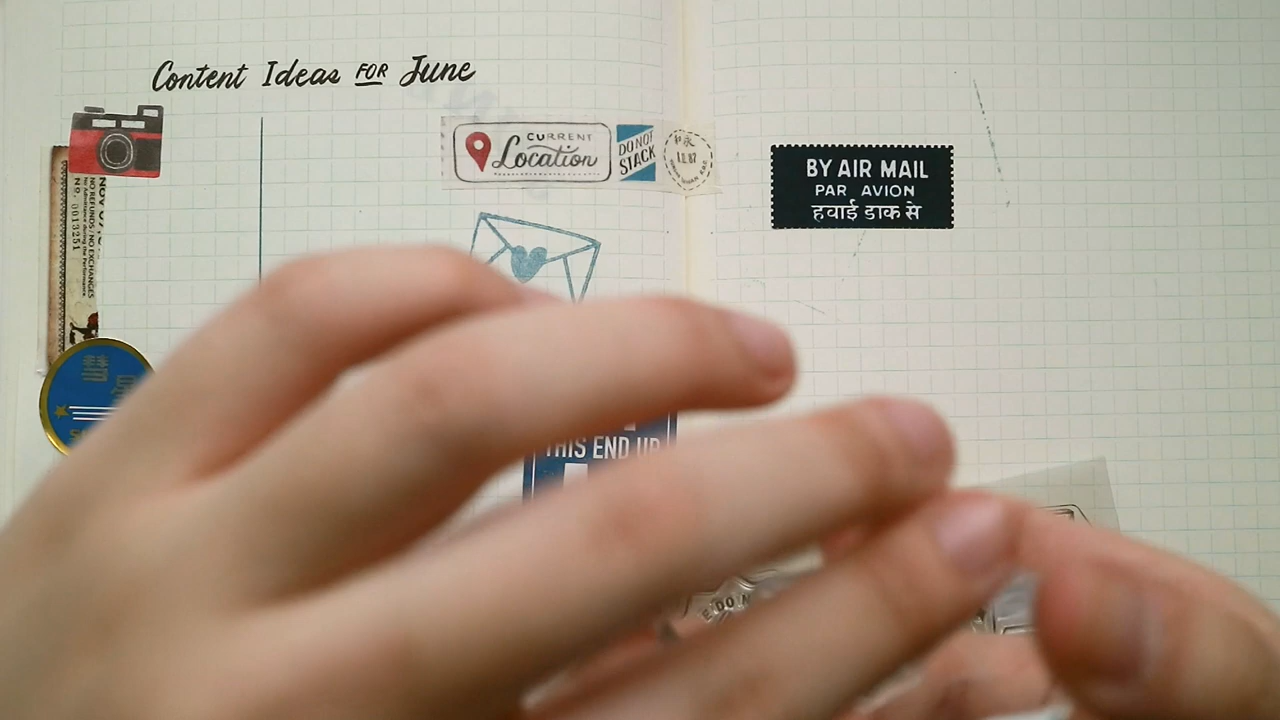 Content Ideas FOR June
CURRENT
Location
DO NOT
STACK
BY AIR MAIL
PAR AVION
हवाई डाक से
NO REFUNDS / NO EXCHANGES
No. 0013251
THIS END UP